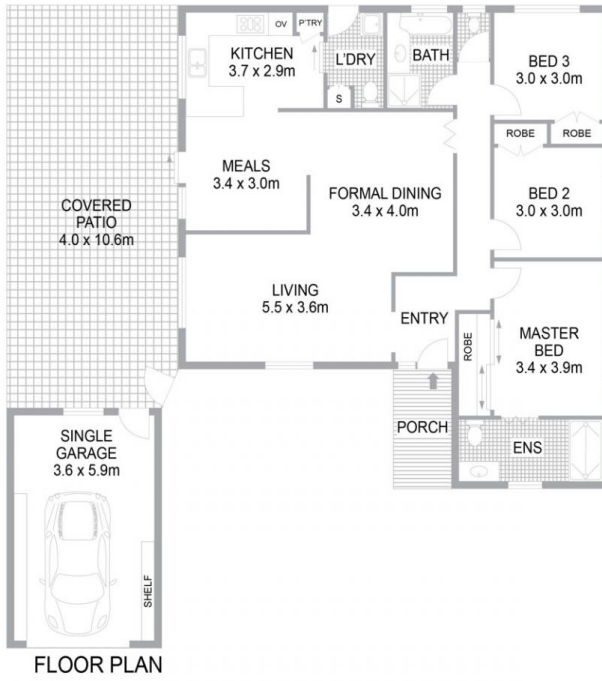 OV
P'TRY
KITCHEN
3.7 x 2.9m
L'DRY
S
BATH
BED 3
3.0 x 3.0m
ROBE
ROBE
MEALS
3.4 x 3.0m
FORMAL DINING
3.4 x 4.0m
BED 2
3.0 x 3.0m
COVERED
PATIO
4.0 x 10.6m
LIVING
5.5 x 3.6m
ENTRY
ROBE
MASTER
BED
3.4 x 3.9m
PORCH
ENS
SINGLE
GARAGE
3.6 x 5.9m
SHELF
FLOOR PLAN